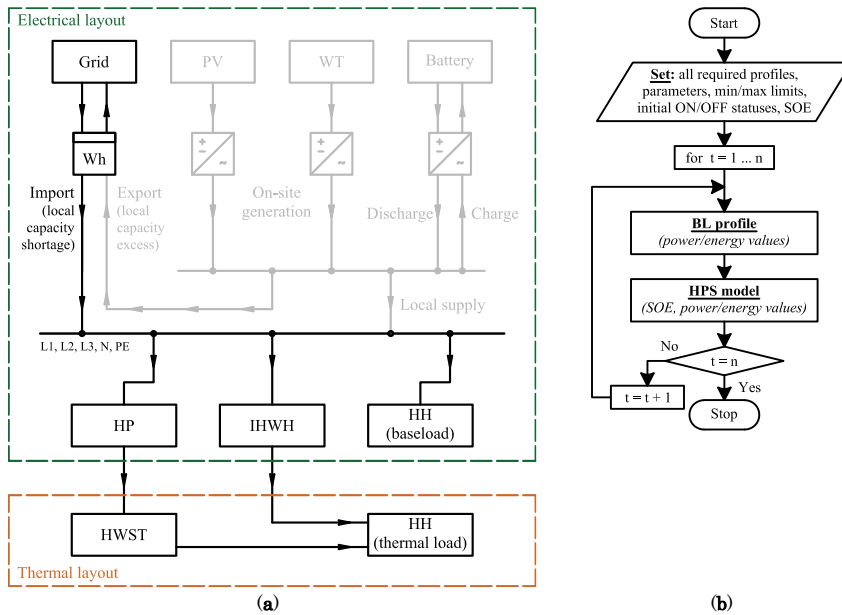 Electrical layout
Grid
PV
WT
Battery
+
−
~
+
−
~
+
−
~
Wh
Import
(local
capacity
shortage)
Export
(local
capacity
excess)
On-site
generation
Discharge
Charge
Local supply
L1, L2, L3, N, PE
HP
IHWH
HH
(baseload)
HWST
HH
(thermal load)
Thermal layout
(a)
Start
Set: all required profiles,
parameters, min/max limits,
initial ON/OFF statuses, SOE
for t = 1 ... n
BL profile
(power/energy values)
HPS model
(SOE, power/energy values)
No
t = n
Yes
t = t + 1
Stop
(b)